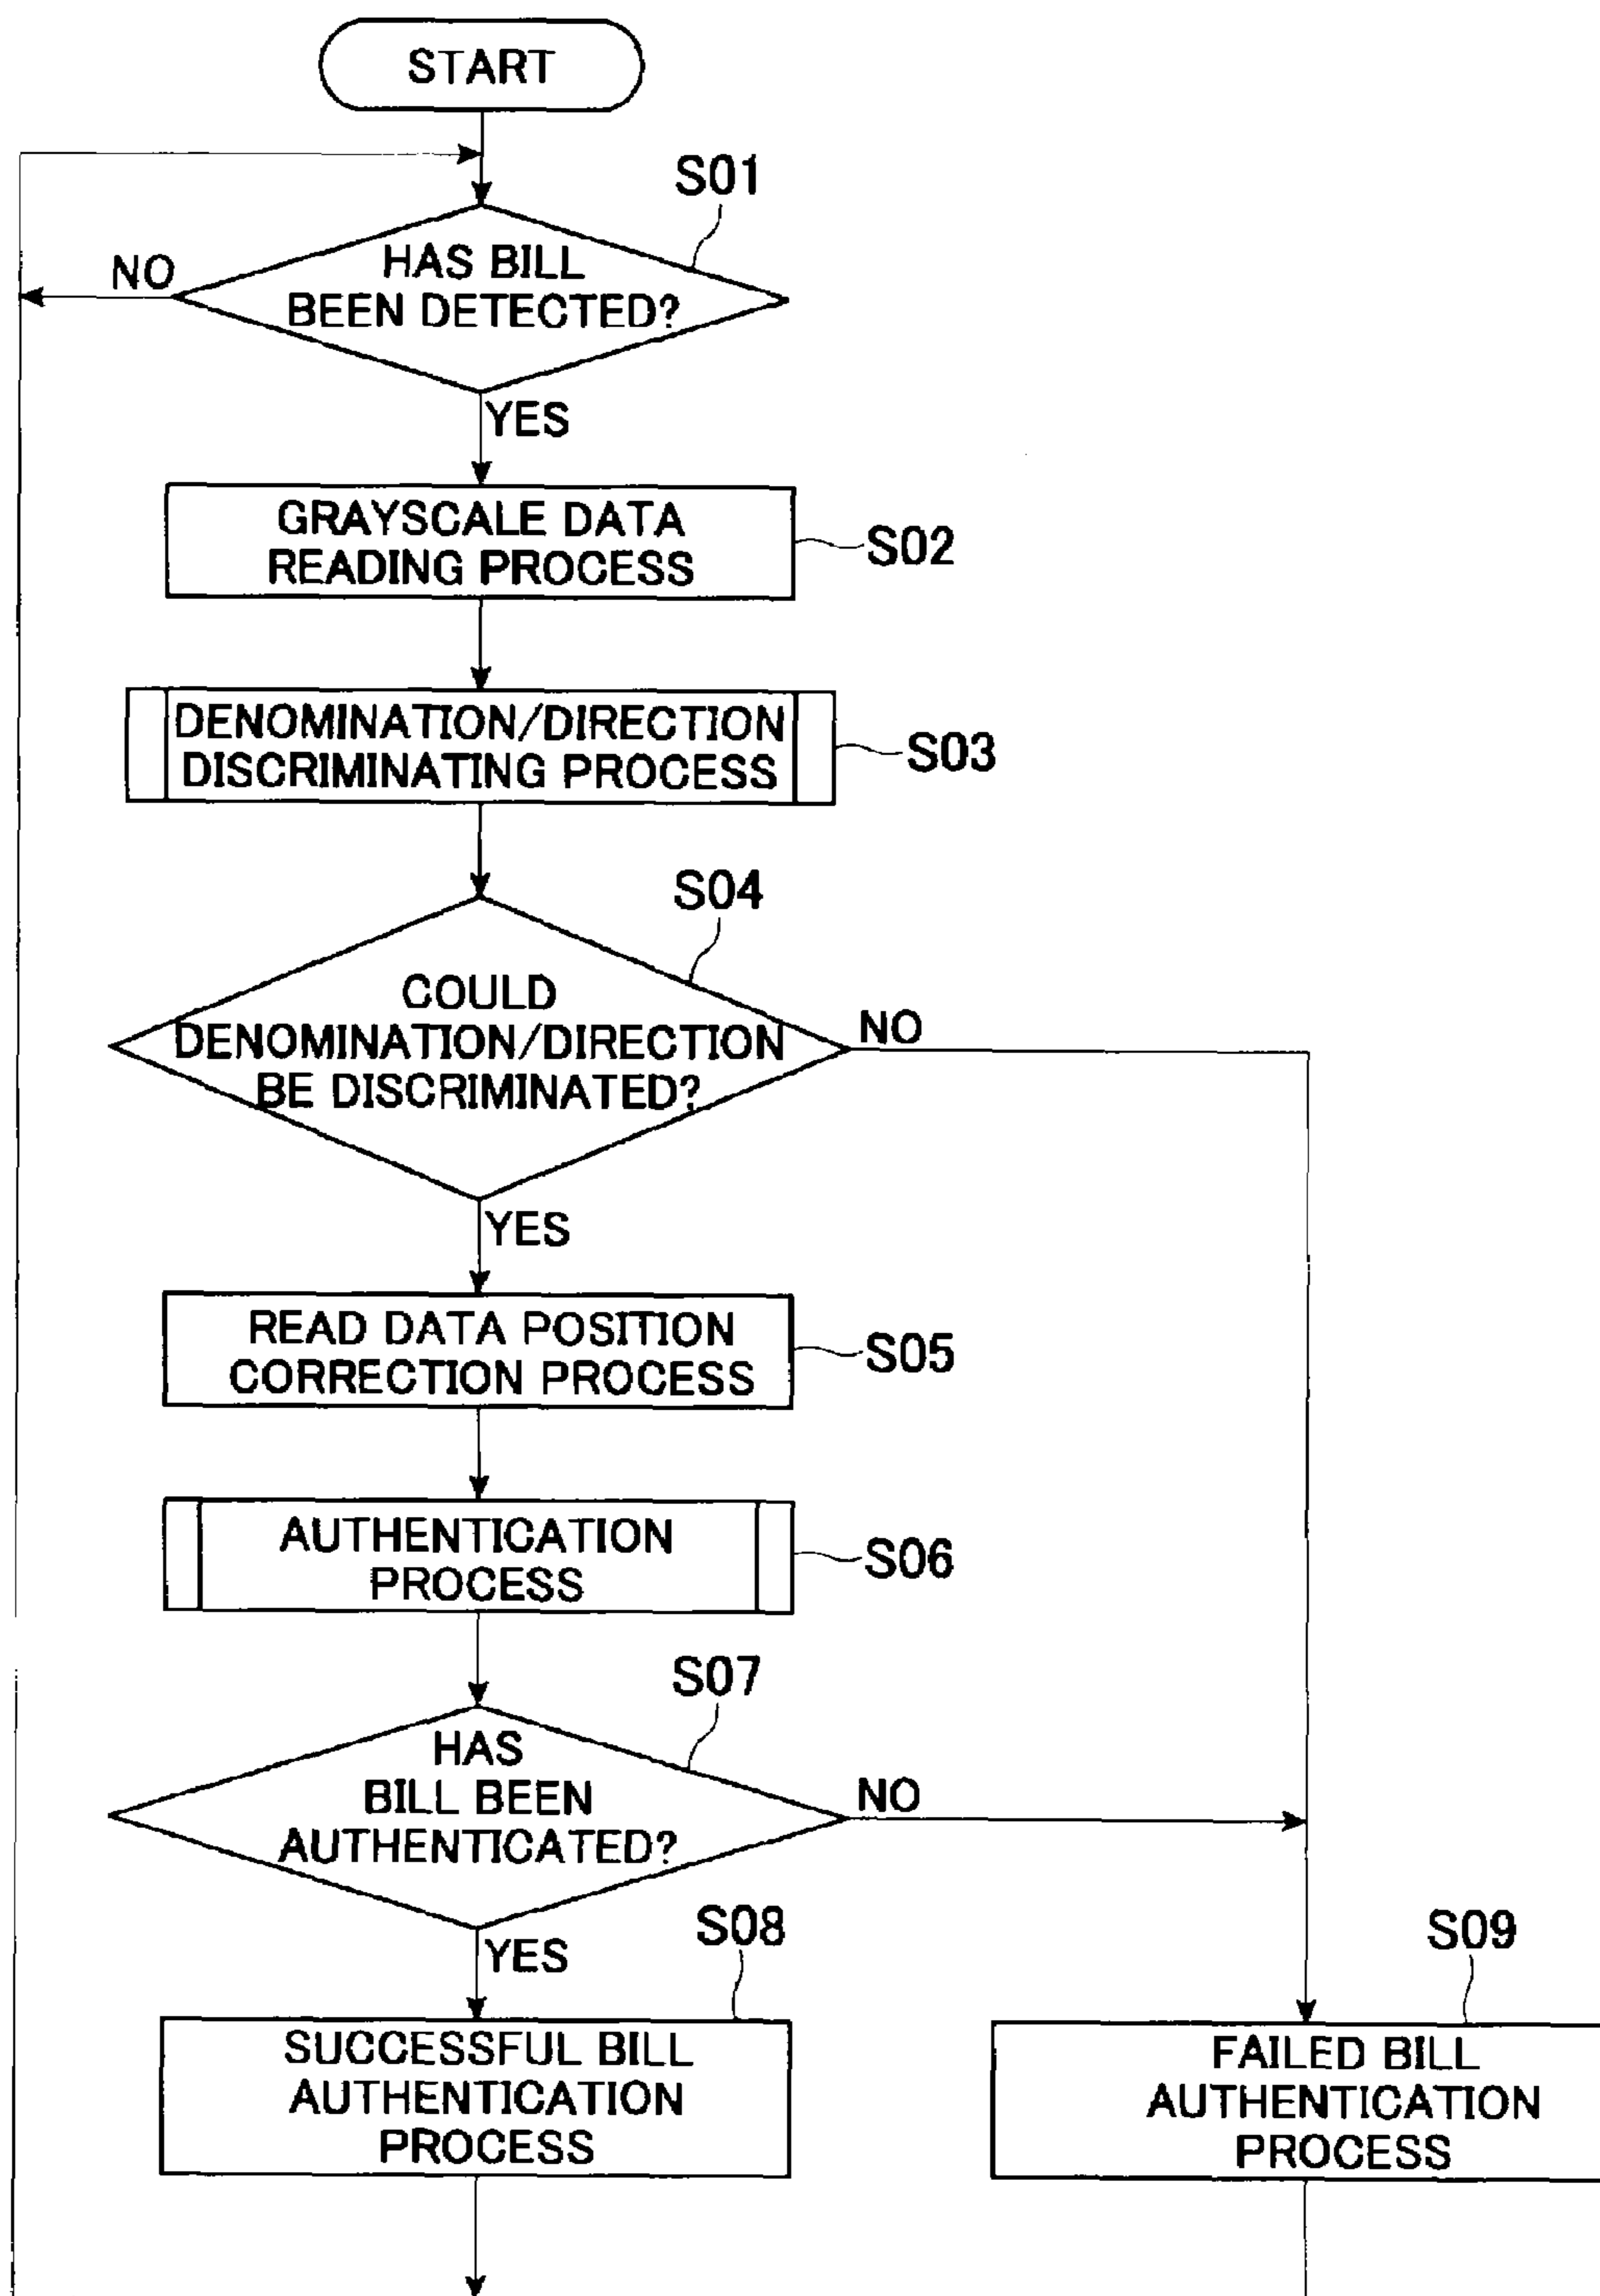 START
S01
HAS BILL
BEEN DETECTED?
NO
YES
GRAYSCALE DATA
READING PROCESS
S02
DENOMINATION/DIRECTION
DISCRIMINATING PROCESS
S03
S04
COULD
DENOMINATION/DIRECTION
BE DISCRIMINATED?
NO
YES
READ DATA POSITION
CORRECTION PROCESS
S05
AUTHENTICATION
PROCESS
S06
S07
HAS
BILL BEEN
AUTHENTICATED?
NO
YES
S08
SUCCESSFUL BILL
AUTHENTICATION
PROCESS
S09
FAILED BILL
AUTHENTICATION
PROCESS